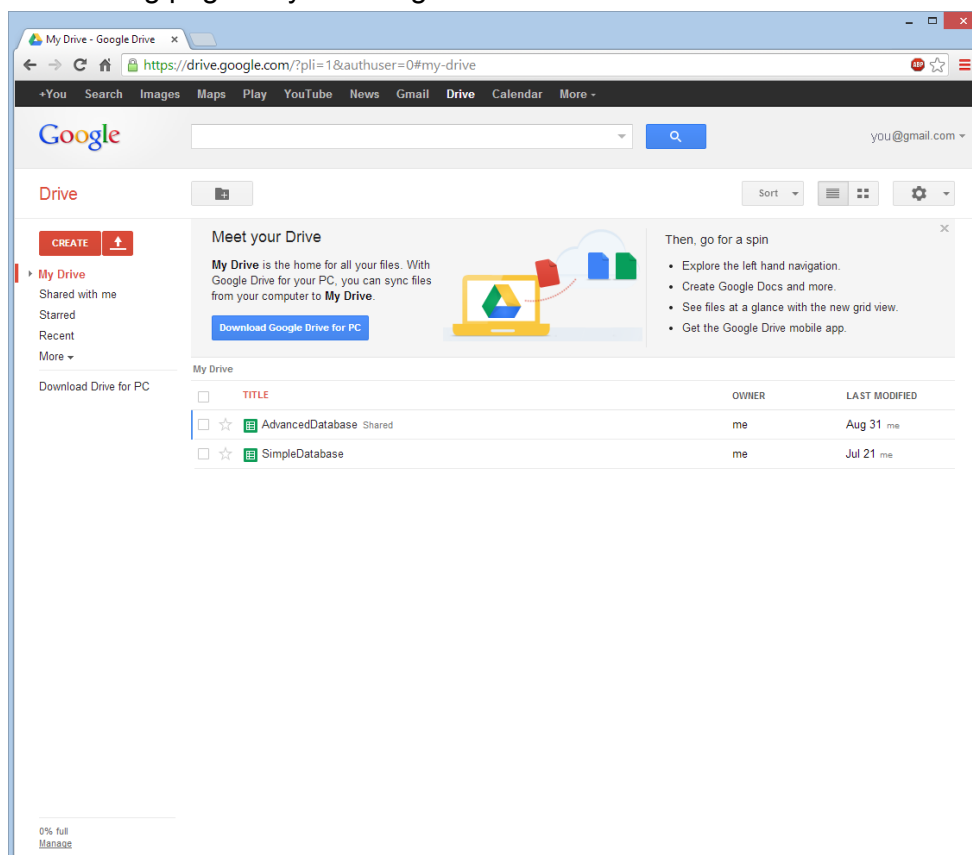 My Drive - Google Drive
https://drive.google.com/?pli=1&authuser=0#my-drive
ABP
+You Search Images Maps Play YouTube News Gmail Drive Calendar More
Google
you@gmail.com
Drive
Sort
CREATE
My Drive
Shared with me
Starred
Recent
More
Download Drive for PC
Meet your Drive
My Drive is the home for all your files. With
Google Drive for your PC, you can sync files
from your computer to My Drive.
Download Google Drive for PC
Then, go for a spin
• Explore the left hand navigation.
• Create Google Docs and more.
• See files at a glance with the new grid view.
• Get the Google Drive mobile app.
My Drive
TITLE OWNER LAST MODIFIED
AdvancedDatabase Shared me Aug 31 me
SimpleDatabase me Jul 21 me
0% full
Manage